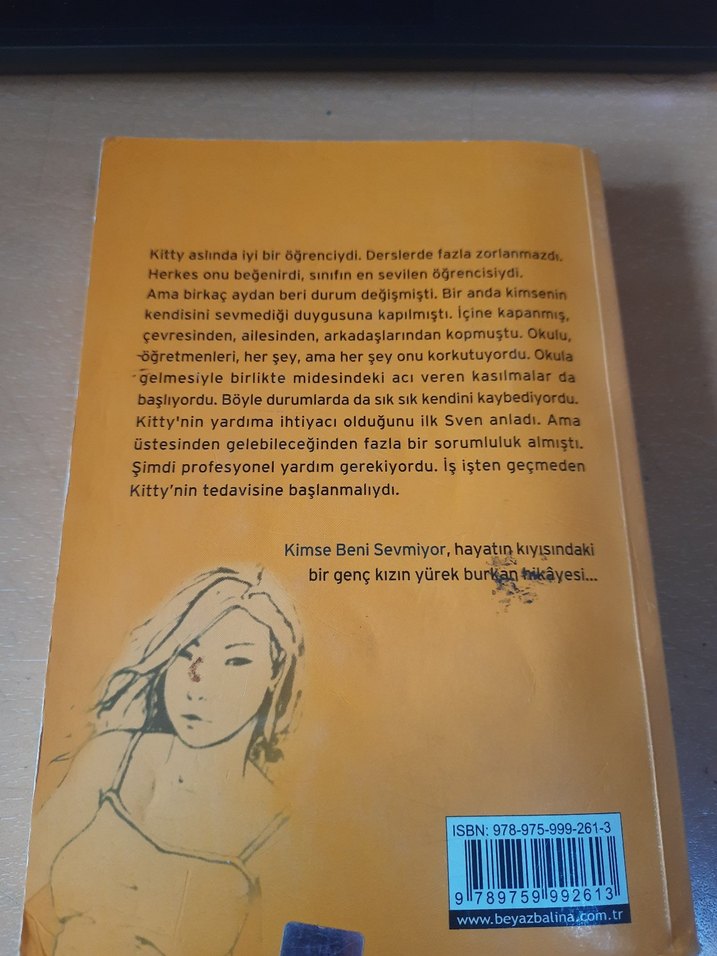 Kitty aslında iyi bir öğrenciydi. Derslerde fazla zorlanmazdı.
Herkes onu beğenirdi, sınıfın en sevilen öğrencisiydi.
Ama birkaç aydan beri durum değişmişti. Bir anda kimsenin
kendisini sevmediği duygusuna kapılmıştı. İçine kapanmış,
çevresinden, ailesinden, arkadaşlarından kopmuştu. Okulu,
öğretmenleri, her şey, ama her şey onu korkutuyordu. Okula
gelmesiyle birlikte midesindeki acı veren kasılmalar da
başlıyordu. Böyle durumlarda da sık sık kendini kaybediyordu.
Kitty'nin yardıma ihtiyacı olduğunu ilk Sven anladı. Ama
üstesinden gelebileceğinden fazla bir sorumluluk almıştı.
Şimdi profesyonel yardım gerekiyordu. İş işten geçmeden
Kitty'nin tedavisine başlanmalıydı.
Kimse Beni Sevmiyor, hayatın kıyısındaki
bir genç kızın yürek burkan hikâyesi...
ISBN: 978-975-999-261-3
9 789759 992613
www.beyazbalina.com.tr